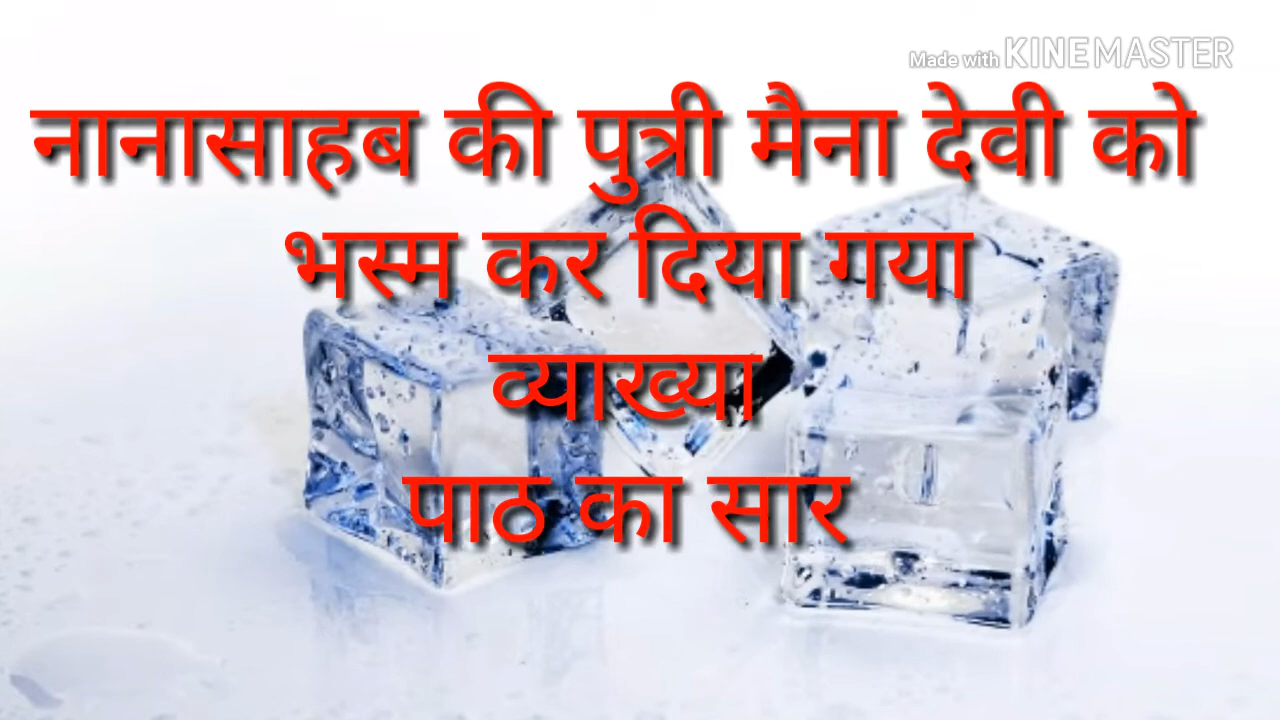 Made with KINEMASTER
नानासाहब की पुत्री मैना देवी को
भस्म कर दिया गया
व्याख्या
पाठ का सार